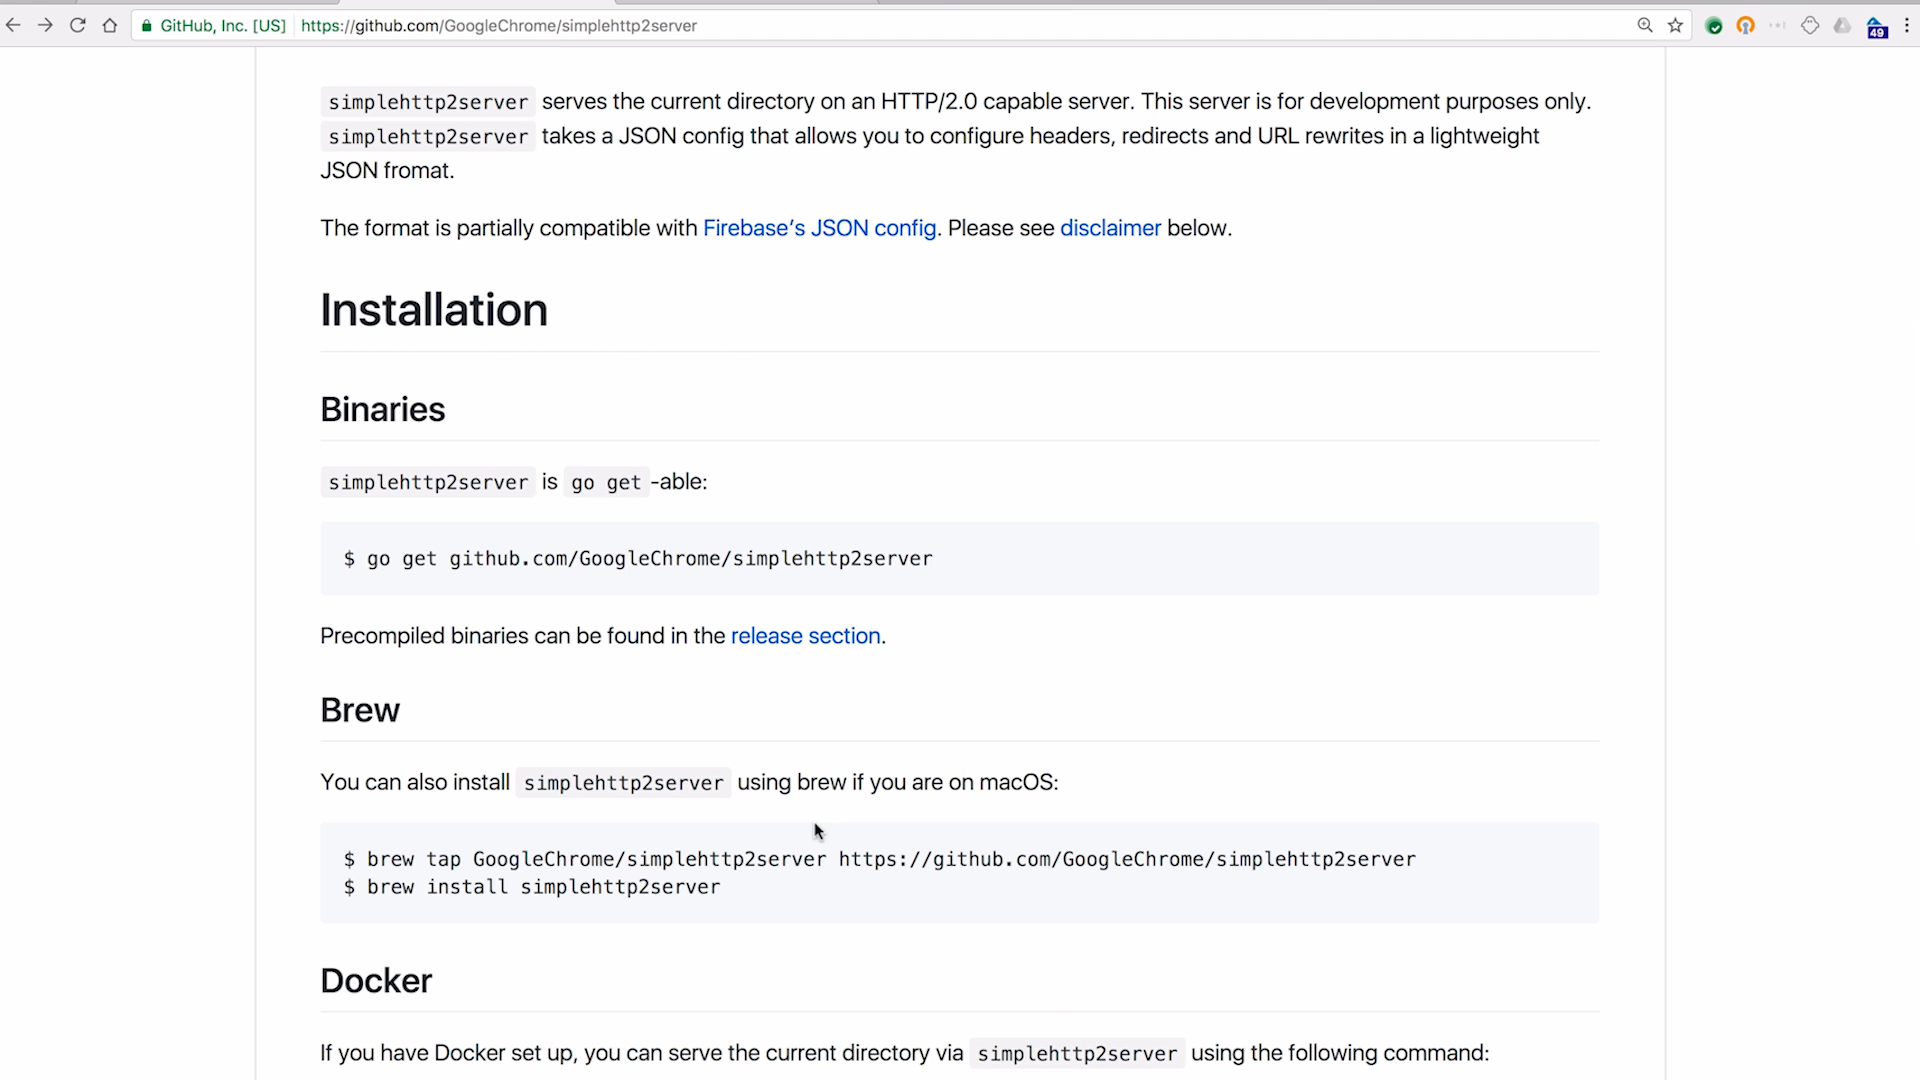 GitHub, Inc. [US] https://github.com/GoogleChrome/simplehttp2server
49
simplehttp2server serves the current directory on an HTTP/2.0 capable server. This server is for development purposes only.
simplehttp2server takes a JSON config that allows you to configure headers, redirects and URL rewrites in a lightweight
JSON fromat.
The format is partially compatible with Firebase's JSON config. Please see disclaimer below.
Installation
Binaries
simplehttp2server is go get -able:
$ go get github.com/GoogleChrome/simplehttp2server
Precompiled binaries can be found in the release section.
Brew
You can also install simplehttp2server using brew if you are on macOS:
$ brew tap GoogleChrome/simplehttp2server https://github.com/GoogleChrome/simplehttp2server
$ brew install simplehttp2server
Docker
If you have Docker set up, you can serve the current directory via simplehttp2server using the following command: